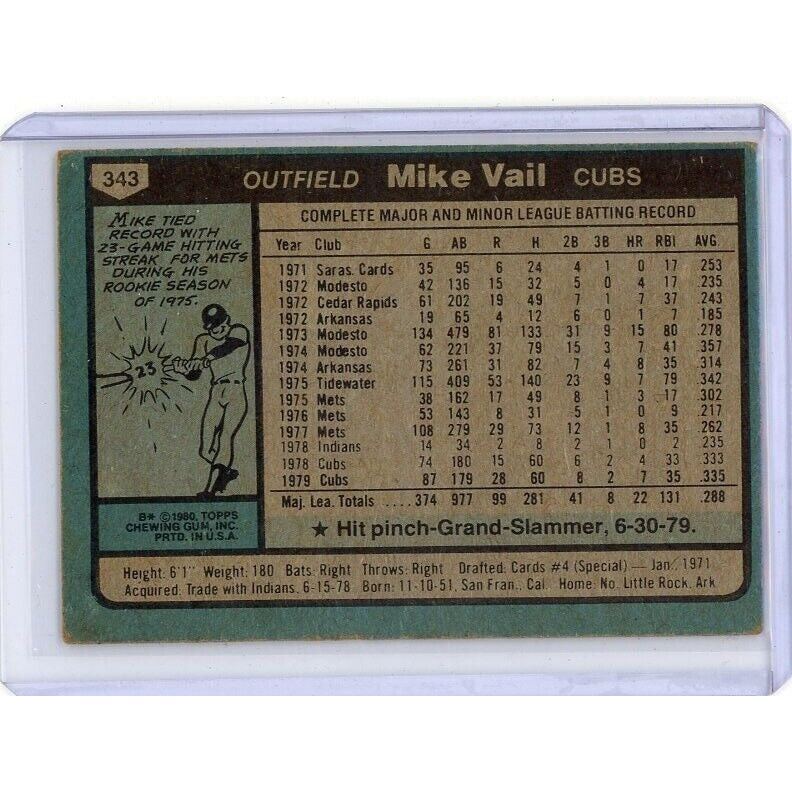 343 OUTFIELD Mike Vail CUBS
MIKE TIED
RECORD WITH
23-GAME HITTING
STREAK FOR METS
DURING HIS
ROOKIE SEASON
OF 1975.
23
B* ©1980, TOPPS
CHEWING GUM, INC.
PRTD. IN U.S.A.
COMPLETE MAJOR AND MINOR LEAGUE BATTING RECORD
Year Club G AB R H 2B 3B HR RBI AVG.
1971 Saras. Cards 35 95 6 24 4 1 0 17 .253
1972 Modesto 42 136 15 32 5 0 4 17 .235
1972 Cedar Rapids 61 202 19 49 7 1 7 37 .243
1972 Arkansas 19 65 4 12 6 0 1 7 .185
1973 Modesto 134 479 81 133 31 9 15 80 .278
1974 Modesto 62 221 37 79 15 3 7 41 .357
1974 Arkansas 73 261 31 82 7 4 8 35 .314
1975 Tidewater 115 409 53 140 23 9 7 79 .342
1975 Mets 38 162 17 49 8 1 3 17 .302
1976 Mets 53 143 8 31 5 1 0 9 .217
1977 Mets 108 279 29 73 12 1 8 35 .262
1978 Indians 14 34 2 8 2 1 0 2 .235
1978 Cubs 74 180 15 60 6 2 4 33 .333
1979 Cubs 87 179 28 60 8 2 7 35 .335
Maj. Lea. Totals ....374 977 99 281 41 8 22 131 .288
★ Hit pinch-Grand-Slammer, 6-30-79.
Height: 6'1" Weight: 180 Bats: Right Throws: Right Drafted: Cards #4 (Special) — Jan., 1971
Acquired: Trade with Indians, 6-15-78 Born: 11-10-51, San Fran., Cal. Home: No. Little Rock, Ark.